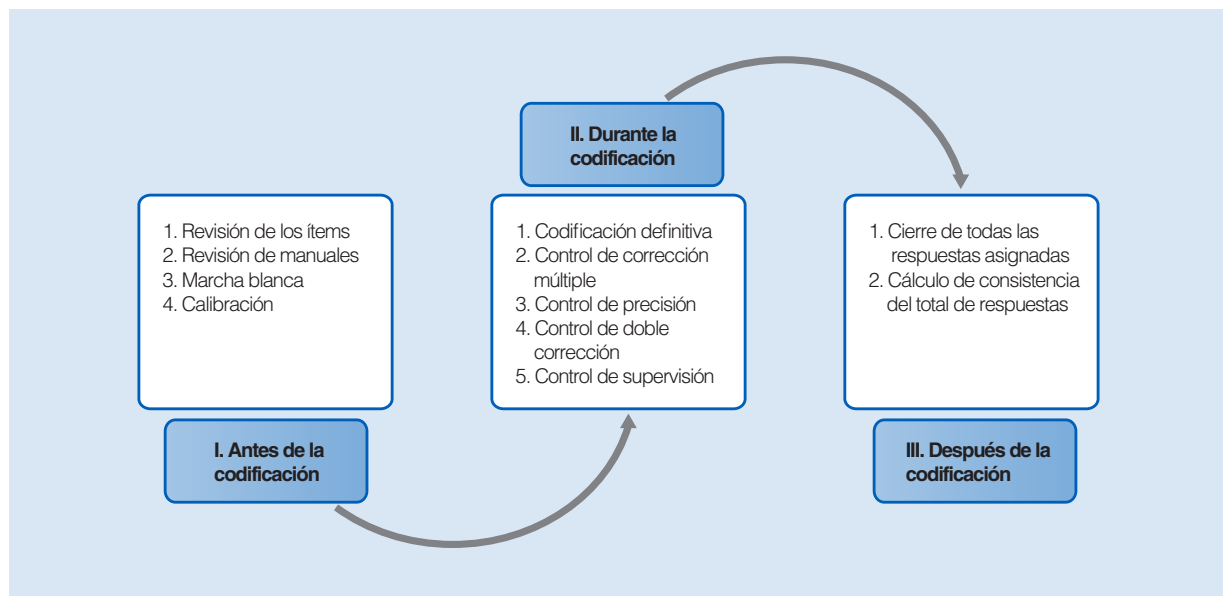 I. Antes de la
codificación
1. Revisión de los ítems
2. Revisión de manuales
3. Marcha blanca
4. Calibración
II. Durante la
codificación
1. Codificación definitiva
2. Control de corrección
múltiple
3. Control de precisión
4. Control de doble
corrección
5. Control de supervisión
III. Después de la
codificación
1. Cierre de todas las
respuestas asignadas
2. Cálculo de consistencia
del total de respuestas